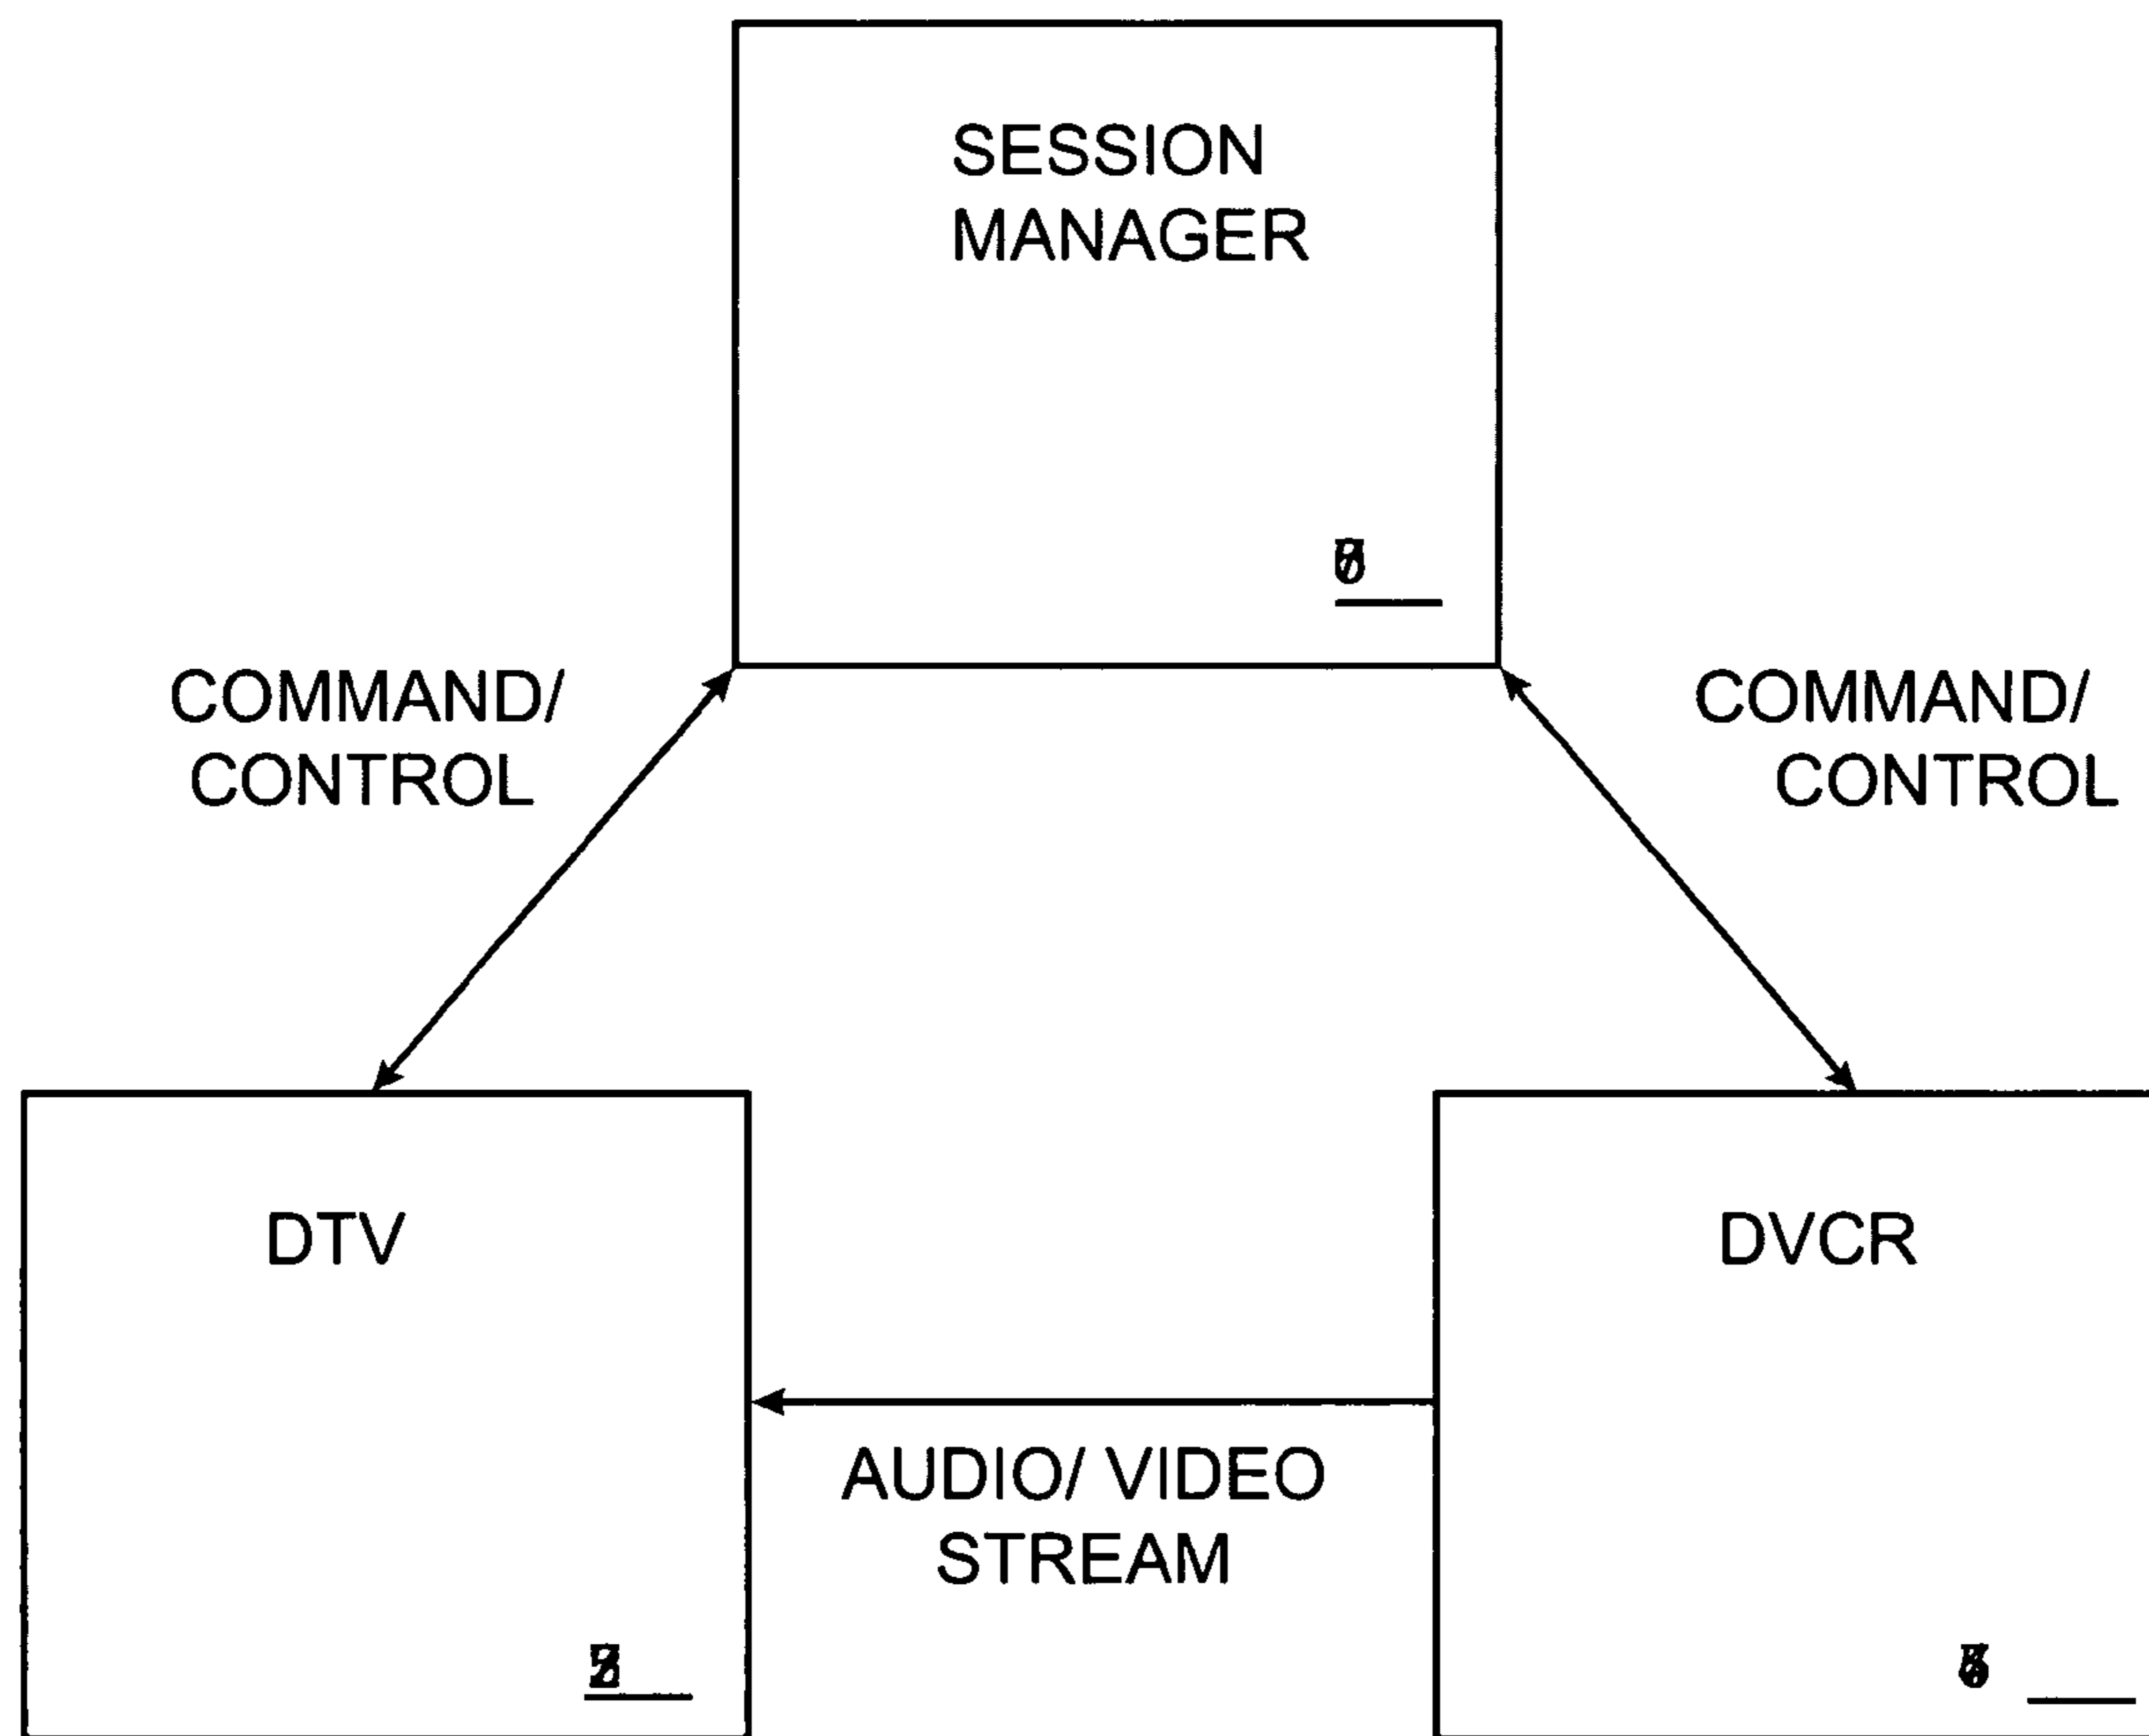 SESSION
MANAGER
COMMAND/
CONTROL
COMMAND/
CONTROL
DTV
DVCR
AUDIO/ VIDEO
STREAM